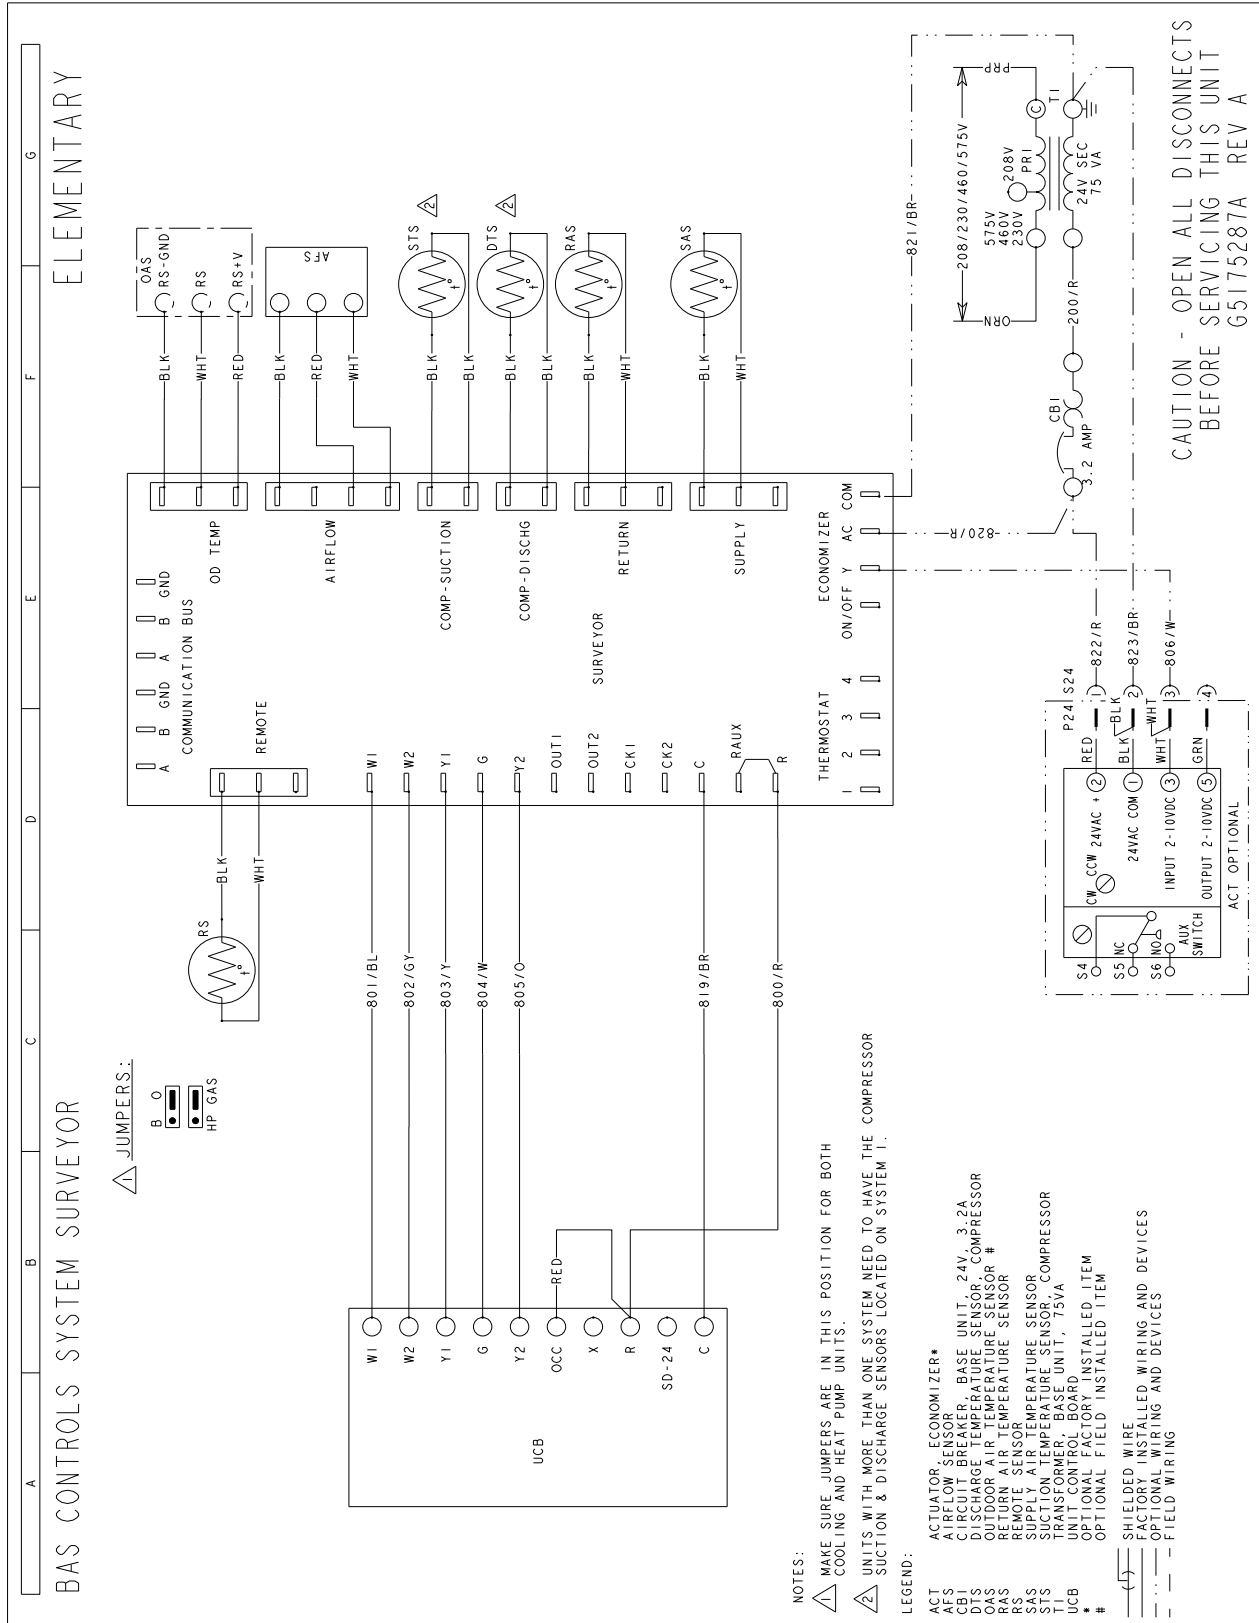 A B C D E F G
BAS CONTROLS SYSTEM SURVEYOR
ELEMENTARY
1 JUMPERS:
B O
HP GAS
RS
BLK
WHT
REMOTE
A B GND A B GND
COMMUNICATION BUS
OD TEMP
AIRFLOW
COMP-SUCTION
COMP-DISCHG
RETURN
SUPPLY
SURVEYOR
OAS
RS-GND
RS
RS+V
BLK
WHT
RED
AFS
BLK
RED
WHT
STS
2
t°
BLK
BLK
DTS
2
t°
BLK
BLK
RAS
t°
BLK
WHT
SAS
t°
BLK
WHT
W1
W2
Y1
G
Y2
OUT1
OUT2
CK1
CK2
C
RAUX
R
THERMOSTAT
1 2 3 4
ECONOMIZER
ON/OFF Y AC COM
801/BL
802/GY
803/Y
804/W
805/O
819/BR
800/R
UCB
W1
W2
Y1
G
Y2
OCC
X
R
SD-24
C
RED
821/BR
820/R
208/230/460/575V
ORN
PRP
575V
460V
230V
208V
PRI
C
T1
24V SEC
75 VA
200/R
CB1
3.2 AMP
P24 S24
RED 1 822/R
BLK BLK 2 823/BR
WHT WHT 3 806/W
GRN 4
CW CCW
24VAC + 2
24VAC COM 1
INPUT 2-10VDC 3
OUTPUT 2-10VDC 5
S4
S5 NC
S6 NO
AUX
SWITCH
ACT OPTIONAL
NOTES:
1 MAKE SURE JUMPERS ARE IN THIS POSITION FOR BOTH
COOLING AND HEAT PUMP UNITS.
2 UNITS WITH MORE THAN ONE SYSTEM NEED TO HAVE THE COMPRESSOR
SUCTION & DISCHARGE SENSORS LOCATED ON SYSTEM 1.
LEGEND:
ACT ACTUATOR, ECONOMIZER*
AFS AIRFLOW SENSOR
CB1 CIRCUIT BREAKER, BASE UNIT, 24V, 3.2A
DTS DISCHARGE TEMPERATURE SENSOR, COMPRESSOR
OAS OUTDOOR AIR TEMPERATURE SENSOR #
RAS RETURN AIR TEMPERATURE SENSOR
RS REMOTE SENSOR
SAS SUPPLY AIR TEMPERATURE SENSOR
STS SUCTION TEMPERATURE SENSOR, COMPRESSOR
T1 TRANSFORMER, BASE UNIT, 75VA
UCB UNIT CONTROL BOARD
* OPTIONAL FACTORY INSTALLED ITEM
# OPTIONAL FIELD INSTALLED ITEM
SHIELDED WIRE
FACTORY INSTALLED WIRING AND DEVICES
OPTIONAL WIRING AND DEVICES
FIELD WIRING
CAUTION - OPEN ALL DISCONNECTS
BEFORE SERVICING THIS UNIT
G5175287A REV A